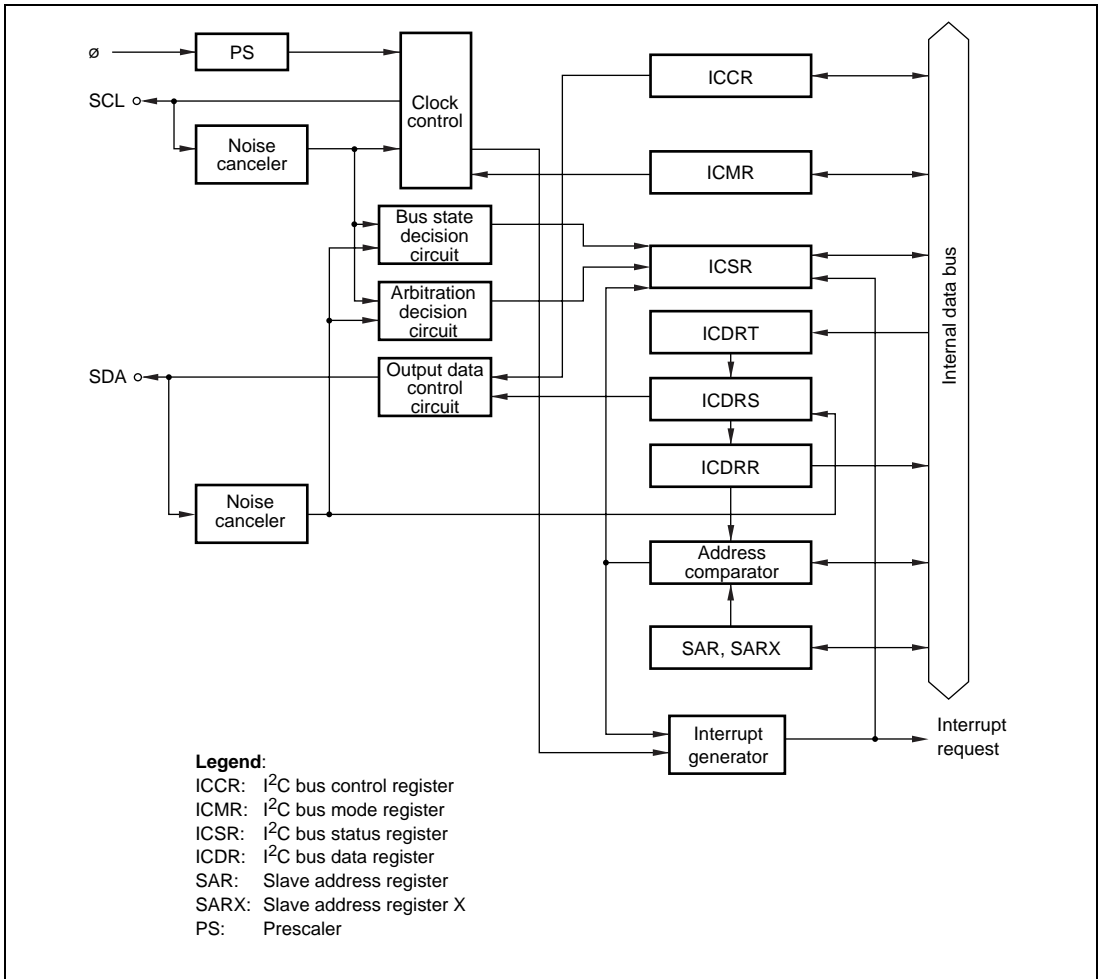 ø
PS
SCL
Clock
control
Noise
canceler
ICCR
ICMR
Bus state
decision
circuit
ICSR
Arbitration
decision
circuit
ICDRT
SDA
Output data
control
circuit
ICDRS
ICDRR
Noise
canceler
Address
comparator
SAR, SARX
Internal data bus
Interrupt
generator
Interrupt
request
Legend:
ICCR: I²C bus control register
ICMR: I²C bus mode register
ICSR: I²C bus status register
ICDR: I²C bus data register
SAR: Slave address register
SARX: Slave address register X
PS: Prescaler